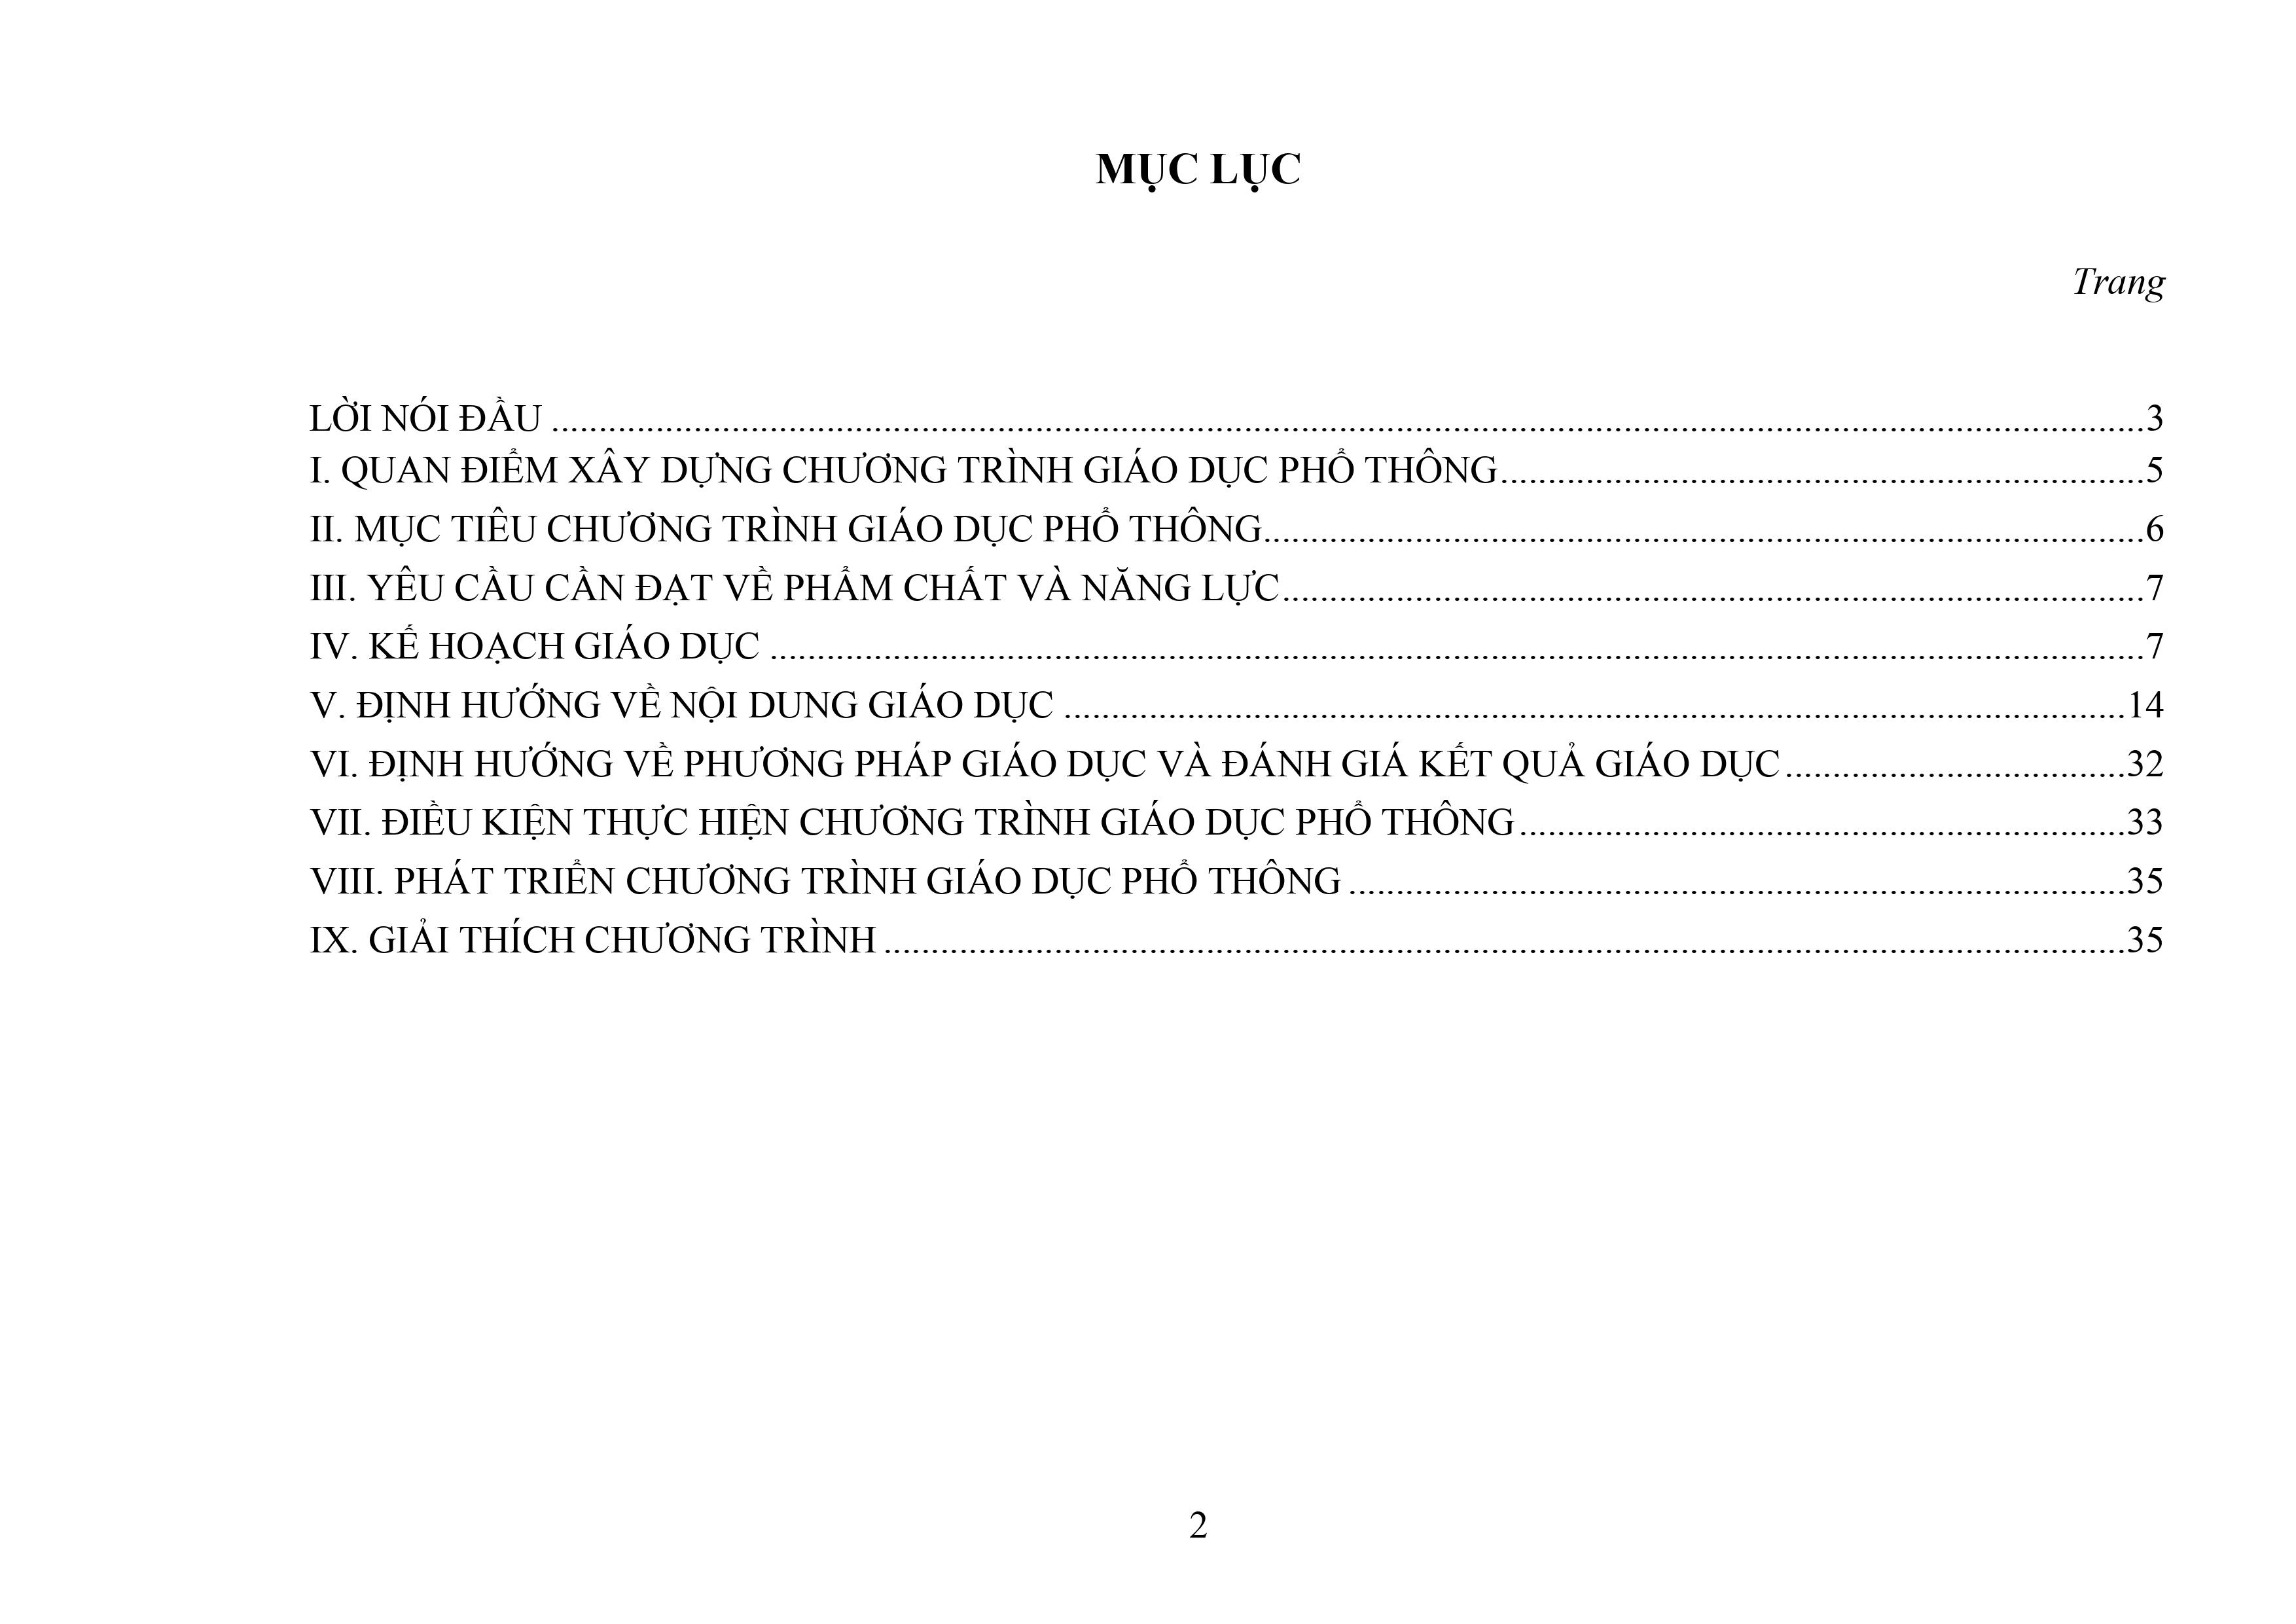 MỤC LỤC
Trang
LỜI NÓI ĐẦU ........................................................................ 3
I. QUAN ĐIỂM XÂY DỰNG CHƯƠNG TRÌNH GIÁO DỤC PHỔ THÔNG ........................................ 5
II. MỤC TIÊU CHƯƠNG TRÌNH GIÁO DỤC PHỔ THÔNG ........................................ 6
III. YÊU CẦU CẦN ĐẠT VỀ PHẨM CHẤT VÀ NĂNG LỰC ........................................ 7
IV. KẾ HOẠCH GIÁO DỤC ........................................ 7
V. ĐỊNH HƯỚNG VỀ NỘI DUNG GIÁO DỤC ........................................ 14
VI. ĐỊNH HƯỚNG VỀ PHƯƠNG PHÁP GIÁO DỤC VÀ ĐÁNH GIÁ KẾT QUẢ GIÁO DỤC ........................................ 32
VII. ĐIỀU KIỆN THỰC HIỆN CHƯƠNG TRÌNH GIÁO DỤC PHỔ THÔNG ........................................ 33
VIII. PHÁT TRIỂN CHƯƠNG TRÌNH GIÁO DỤC PHỔ THÔNG ........................................ 35
IX. GIẢI THÍCH CHƯƠNG TRÌNH ........................................ 35
2